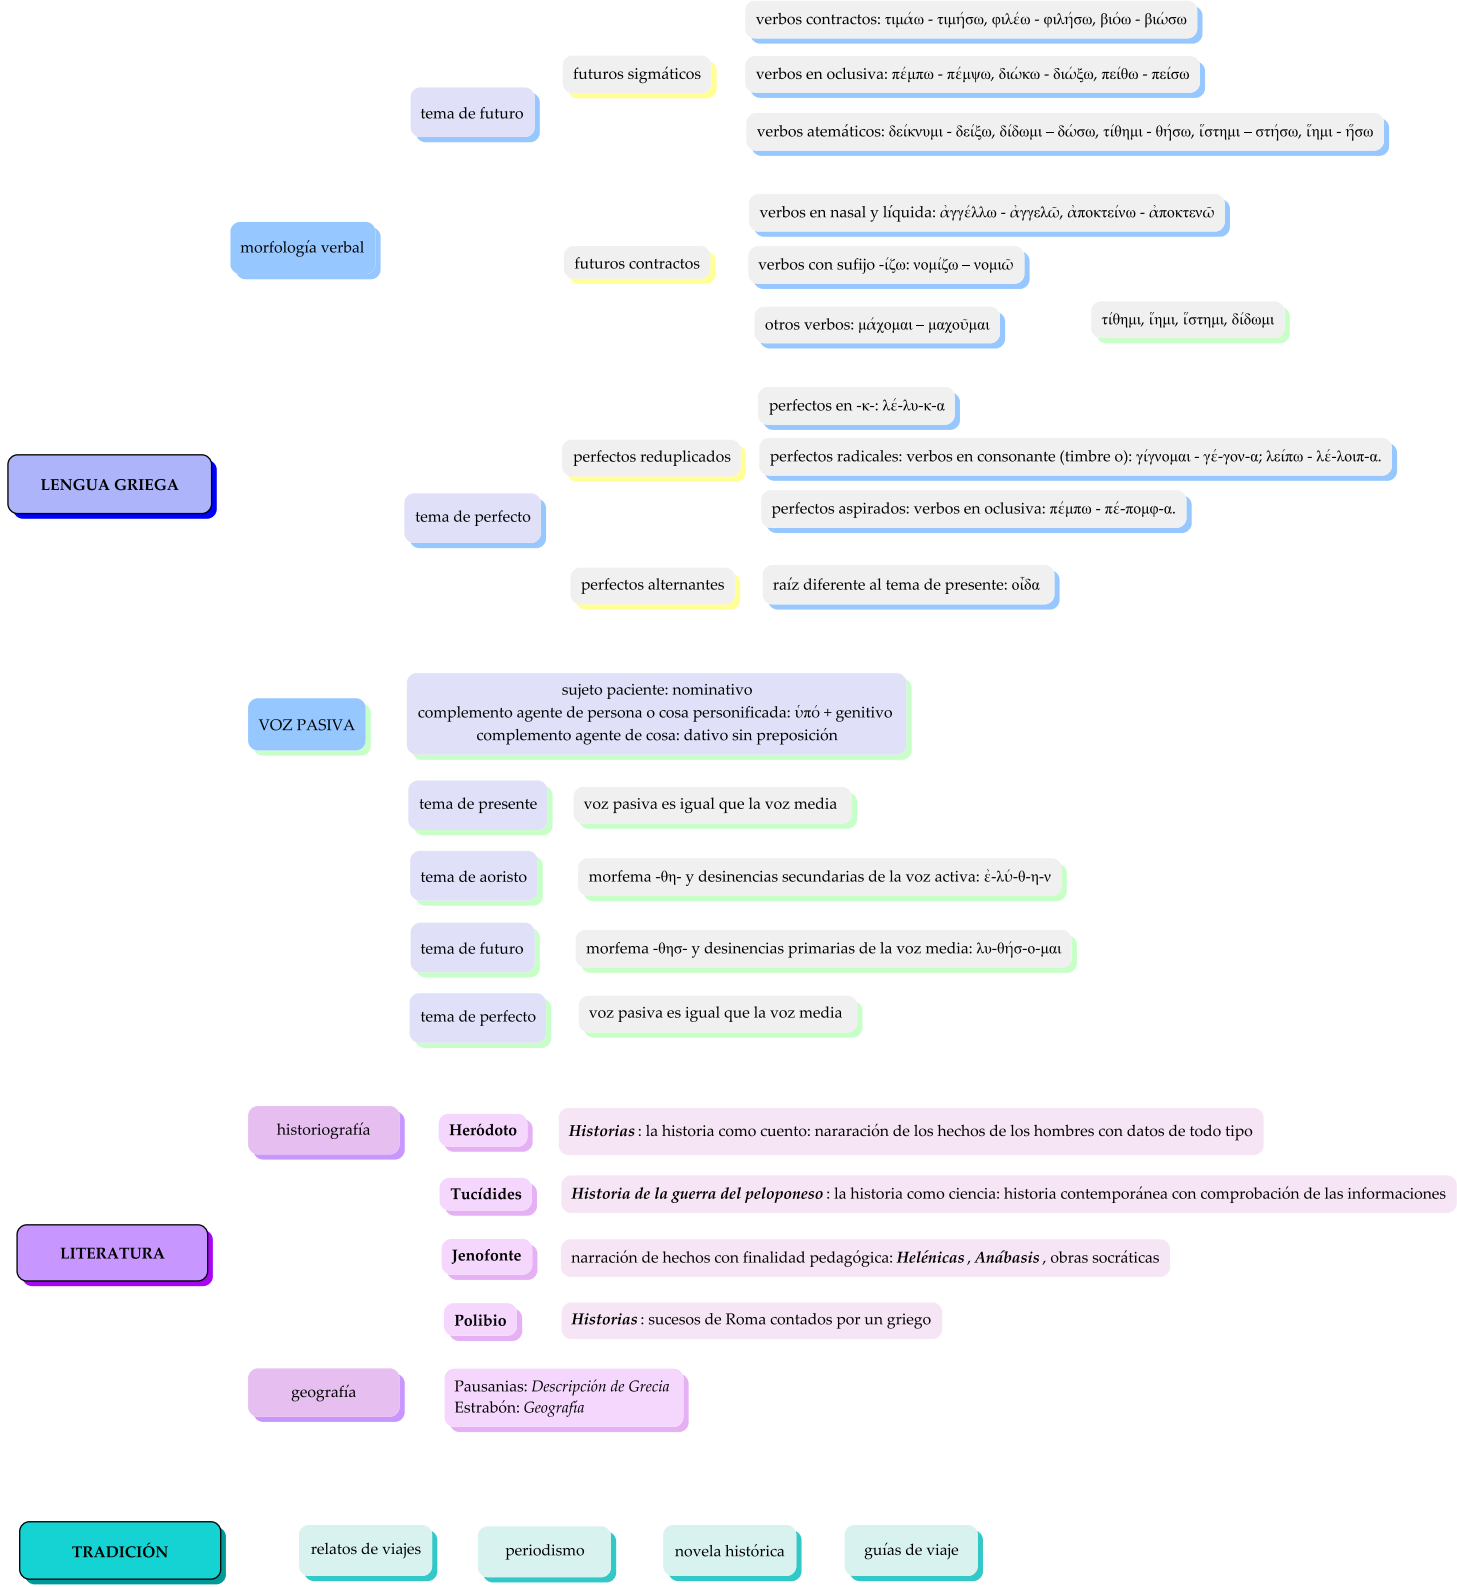 verbos contractos: τιμάω - τιμήσω, φιλέω - φιλήσω, βιόω - βιώσω
futuros sigmáticos
verbos en oclusiva: πέμπω - πέμψω, διώκω - διώξω, πείθω - πείσω
tema de futuro
verbos atemáticos: δείκνυμι - δείξω, δίδωμι – δώσω, τίθημι - θήσω, ἵστημι – στήσω, ἵημι - ἥσω
morfología verbal
verbos en nasal y líquida: ἀγγέλλω - ἀγγελῶ, ἀποκτείνω - ἀποκτενῶ
futuros contractos
verbos con sufijo -ίζω: νομίζω – νομιῶ
otros verbos: μάχομαι – μαχοῦμαι
τίθημι, ἵημι, ἵστημι, δίδωμι
perfectos en -κ-: λέ-λυ-κ-α
perfectos reduplicados
perfectos radicales: verbos en consonante (timbre o): γίγνομαι - γέ-γον-α; λείπω - λέ-λοιπ-α.
LENGUA GRIEGA
tema de perfecto
perfectos aspirados: verbos en oclusiva: πέμπω - πέ-πομφ-α.
perfectos alternantes
raíz diferente al tema de presente: οἶδα
VOZ PASIVA
sujeto paciente: nominativo
complemento agente de persona o cosa personificada: ὑπό + genitivo
complemento agente de cosa: dativo sin preposición
tema de presente
voz pasiva es igual que la voz media
tema de aoristo
morfema -θη- y desinencias secundarias de la voz activa: ἐ-λύ-θ-η-ν
tema de futuro
morfema -θησ- y desinencias primarias de la voz media: λυ-θήσ-ο-μαι
tema de perfecto
voz pasiva es igual que la voz media
historiografía
Heródoto
Historias : la historia como cuento: nararación de los hechos de los hombres con datos de todo tipo
Tucídides
Historia de la guerra del peloponeso : la historia como ciencia: historia contemporánea con comprobación de las informaciones
LITERATURA
Jenofonte
narración de hechos con finalidad pedagógica: Helénicas , Anábasis , obras socráticas
Polibio
Historias : sucesos de Roma contados por un griego
geografía
Pausanias: Descripción de Grecia
Estrabón: Geografía
TRADICIÓN
relatos de viajes
periodismo
novela histórica
guías de viaje